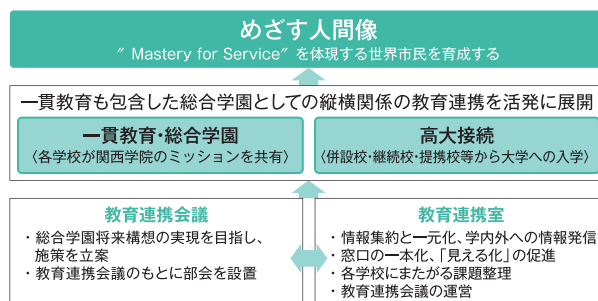 めざす人間像
〝 Mastery for Service〟を体現する世界市民を育成する
一貫教育も包含した総合学園としての縦横関係の教育連携を活発に展開
一貫教育・総合学園
〈各学校が関西学院のミッションを共有〉
高大接続
〈併設校・継続校・提携校等から大学への入学〉
教育連携会議
・総合学園将来構想の実現を目指し、
施策を立案
・教育連携会議のもとに部会を設置
教育連携室
・情報集約と一元化、学内外への情報発信
・窓口の一本化、「見える化」の促進
・各学校にまたがる課題整理
・教育連携会議の運営